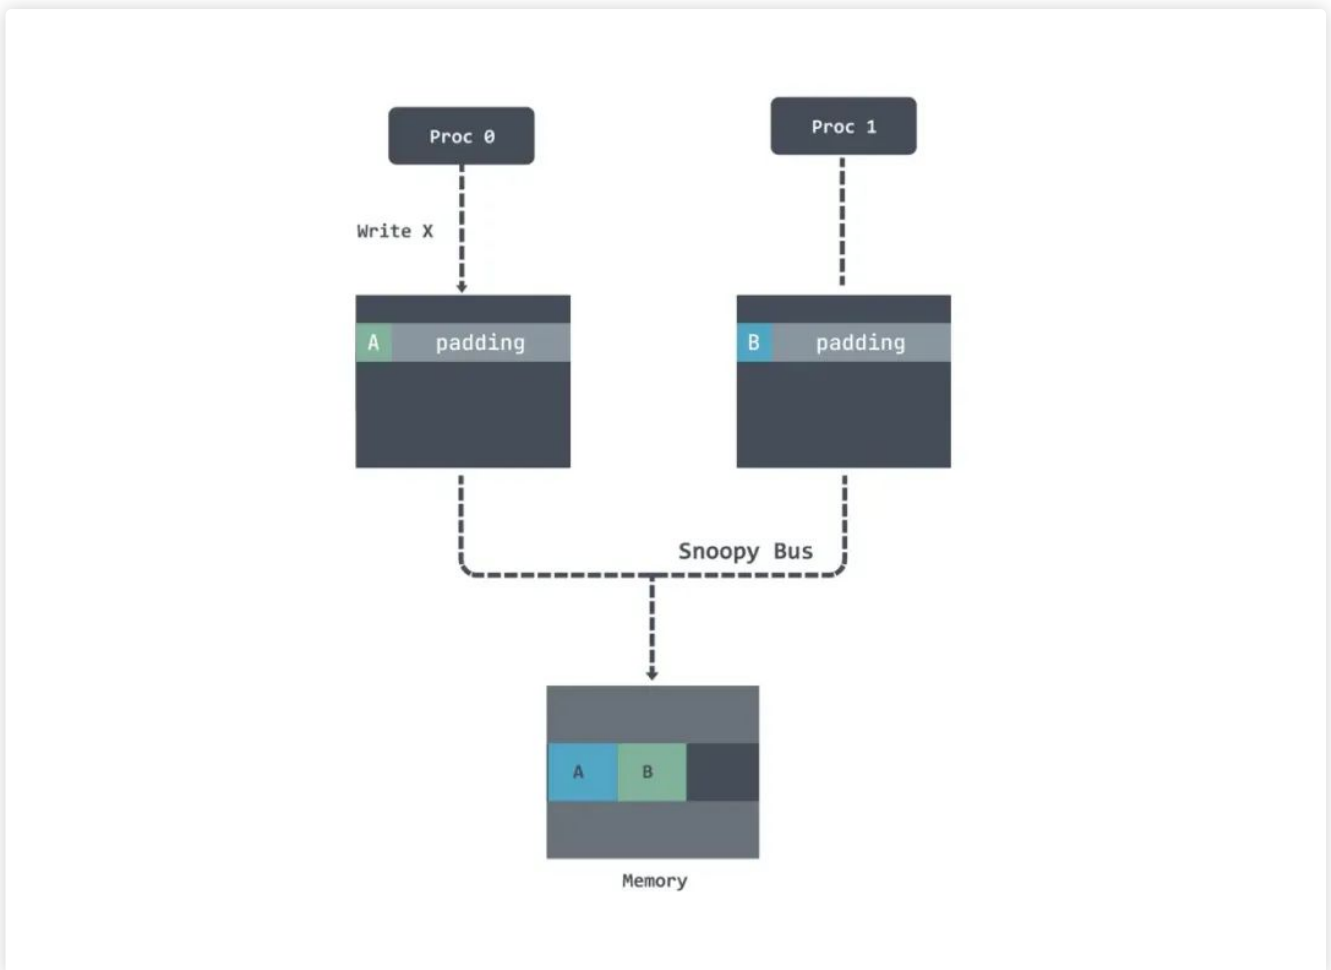 Proc 0
Proc 1
Write X
A padding
B padding
Snoopy Bus
A B
Memory